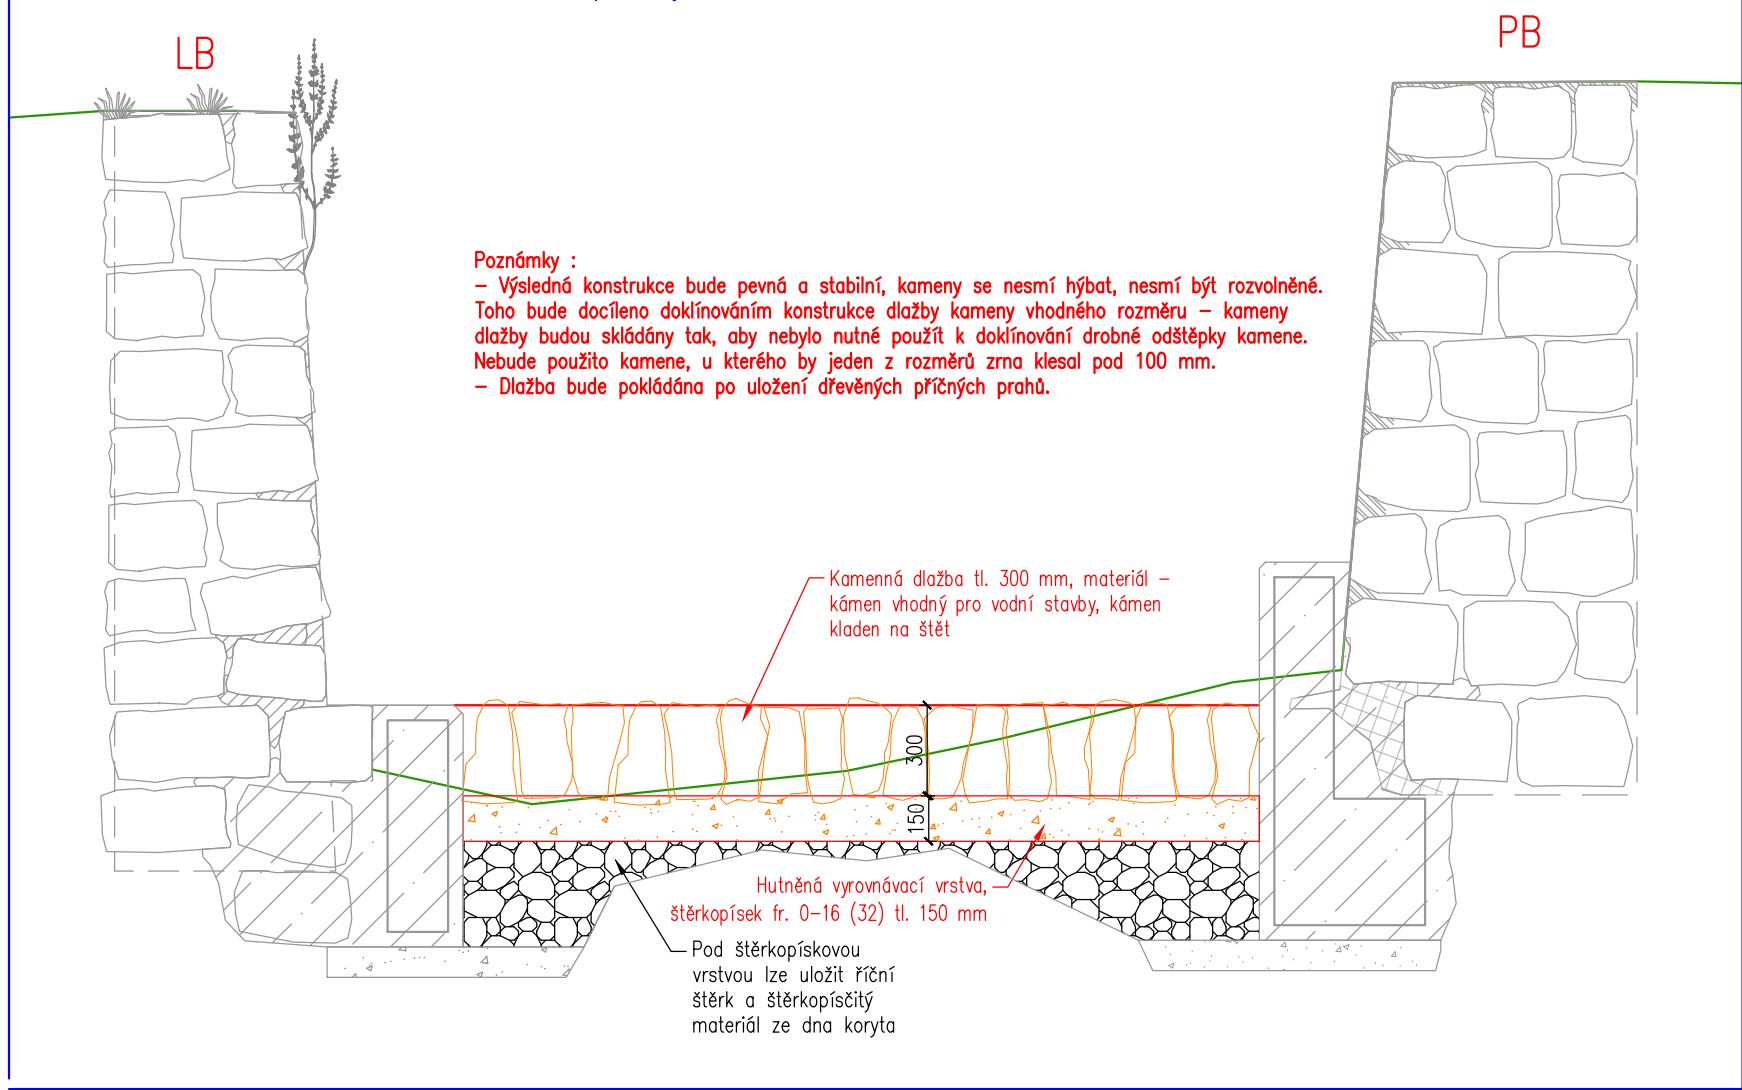 LB
PB
Poznámky :
– Výsledná konstrukce bude pevná a stabilní, kameny se nesmí hýbat, nesmí být rozvolněné.
Toho bude docíleno doklínováním konstrukce dlažby kameny vhodného rozměru – kameny
dlažby budou skládány tak, aby nebylo nutné použít k doklínování drobné odštěpky kamene.
Nebude použito kamene, u kterého by jeden z rozměrů zrna klesal pod 100 mm.
– Dlažba bude pokládána po uložení dřevěných příčných prahů.
Kamenná dlažba tl. 300 mm, materiál –
kámen vhodný pro vodní stavby, kámen
kladen na štět
300
150
Hutněná vyrovnávací vrstva,
štěrkopísek fr. 0–16 (32) tl. 150 mm
Pod štěrkopískovou
vrstvou lze uložit říční
štěrk a štěrkopísčitý
materiál ze dna koryta